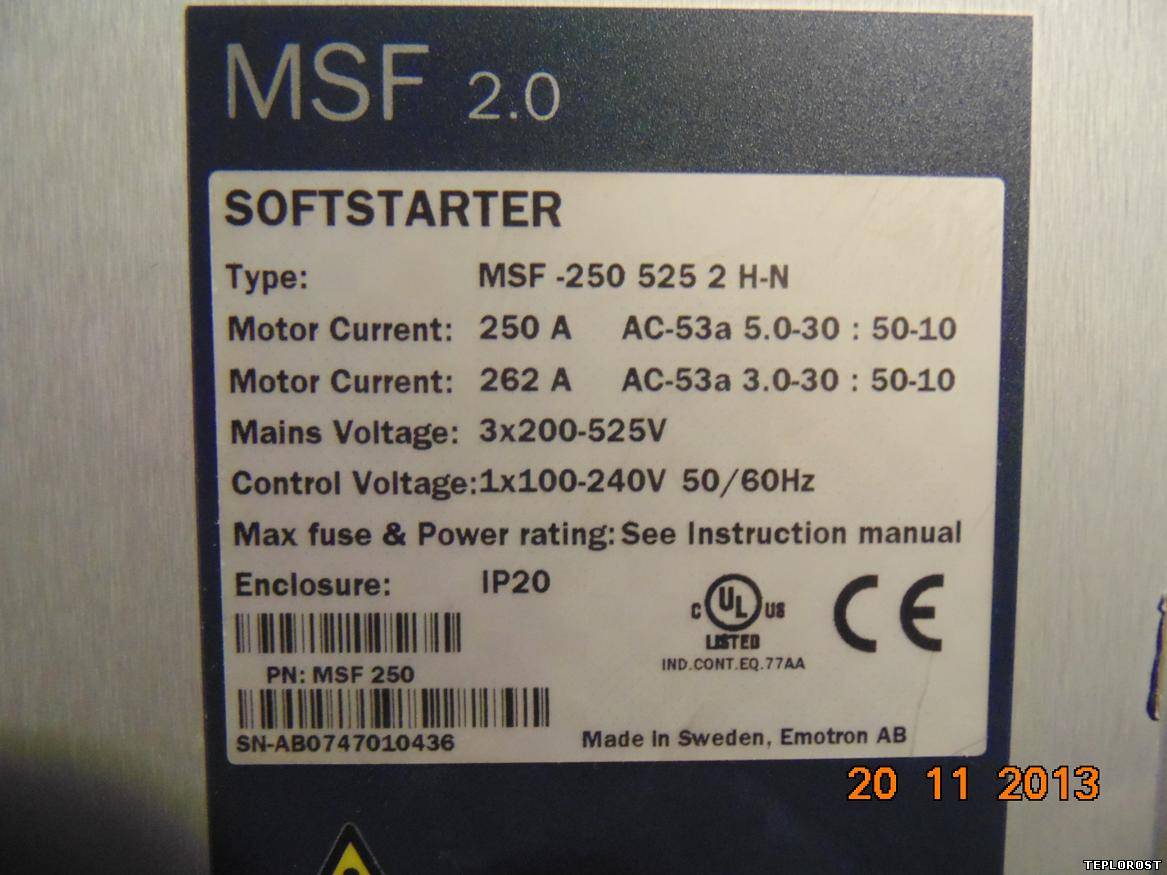 MSF 2.0
SOFTSTARTER
Type: MSF -250 525 2 H-N
Motor Current: 250 A AC-53a 5.0-30 : 50-10
Motor Current: 262 A AC-53a 3.0-30 : 50-10
Mains Voltage: 3x200-525V
Control Voltage:1x100-240V 50/60Hz
Max fuse & Power rating: See Instruction manual
Enclosure: IP20
C UL US
LISTED
IND.CONT.EQ.77AA
CE
PN: MSF 250
SN-AB0747010436
Made in Sweden, Emotron AB
20 11 2013
TEPLOROST